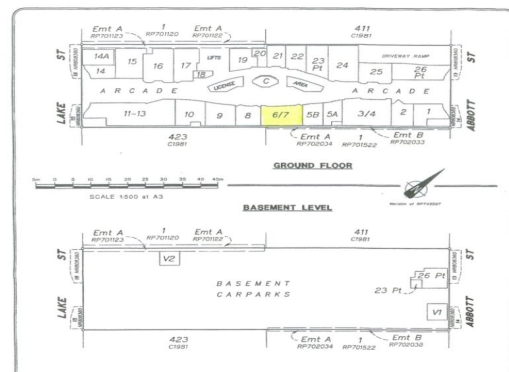 Emt A
RP701123
1
RP701120
Emt A
RP701122
411
C1981
ST
LAKE
14A
14
15
16
17
LIFTS
18
19
20
21
22
23 Pt
24
DRIVEWAY RAMP
25
26 Pt
ST
ABBOTT
ARCADE
LICENSE
C
AREA
ARCADE
11-13
10
9
8
6/7
5B
5A
3/4
2
1
423
C1981
Emt A
RP702034
1
RP701522
Emt B
RP702033
GROUND FLOOR
SCALE 1:500 at A3
BASEMENT LEVEL
Emt A
RP701123
1
RP701120
Emt A
RP701122
411
C1981
ST
LAKE
V2
BASEMENT
CARPARKS
26 Pt
23 Pt
V1
ST
ABBOTT
423
C1981
Emt A
RP702034
1
RP701522
Emt B
RP702033